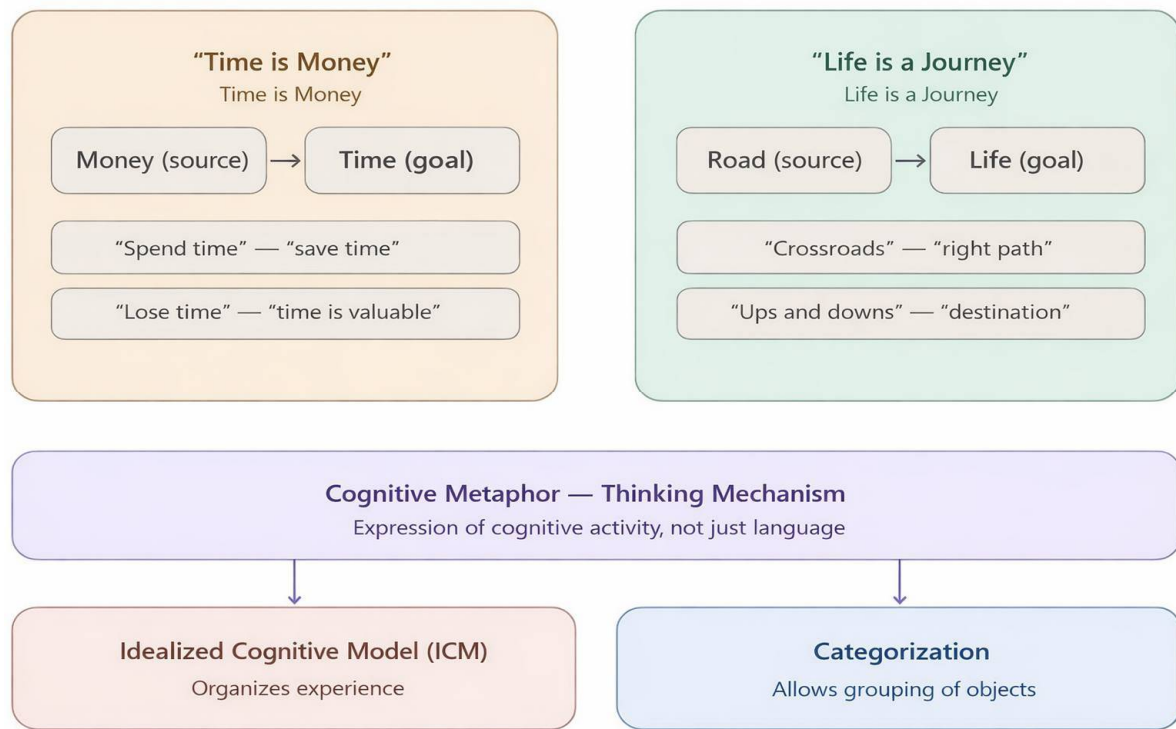 “Time is Money”
Time is Money
Money (source) → Time (goal)
“Spend time” — “save time”
“Lose time” — “time is valuable”
“Life is a Journey”
Life is a Journey
Road (source) → Life (goal)
“Crossroads” — “right path”
“Ups and downs” — “destination”
Cognitive Metaphor — Thinking Mechanism
Expression of cognitive activity, not just language
Idealized Cognitive Model (ICM)
Organizes experience
Categorization
Allows grouping of objects